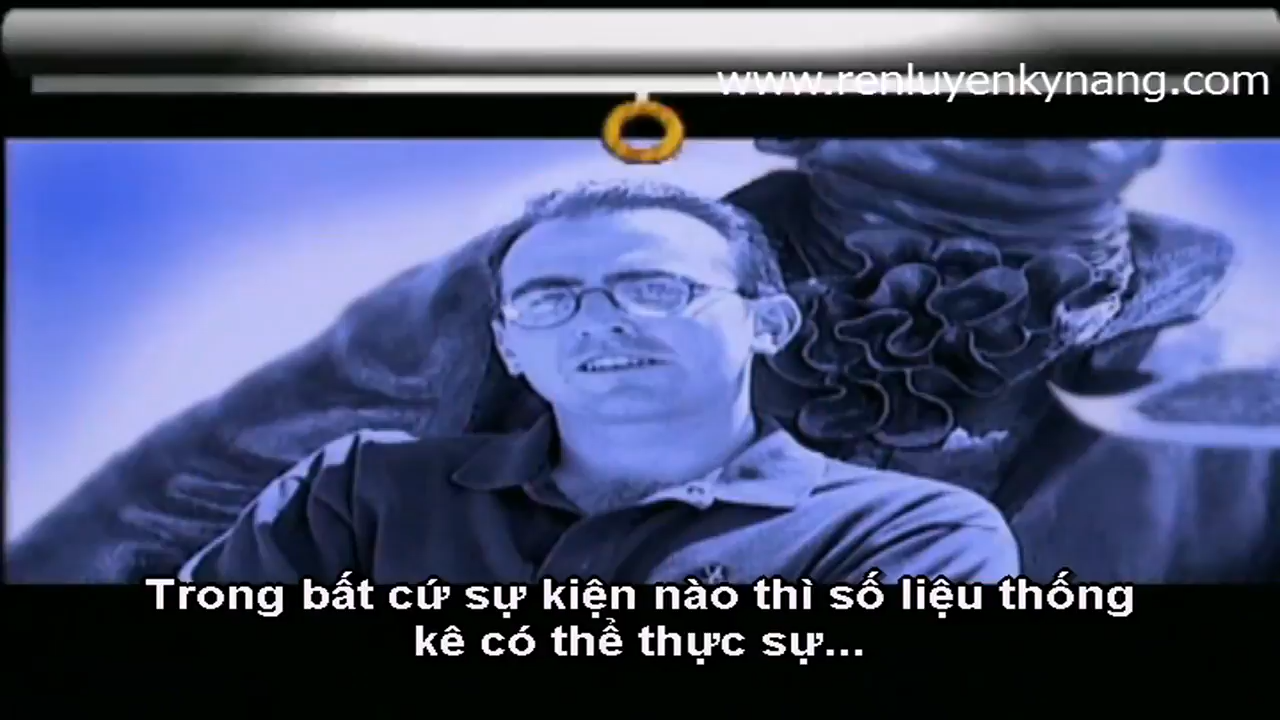 www.renluyenkynang.com
Trong bất cứ sự kiện nào thì số liệu thống
kê có thể thực sự...